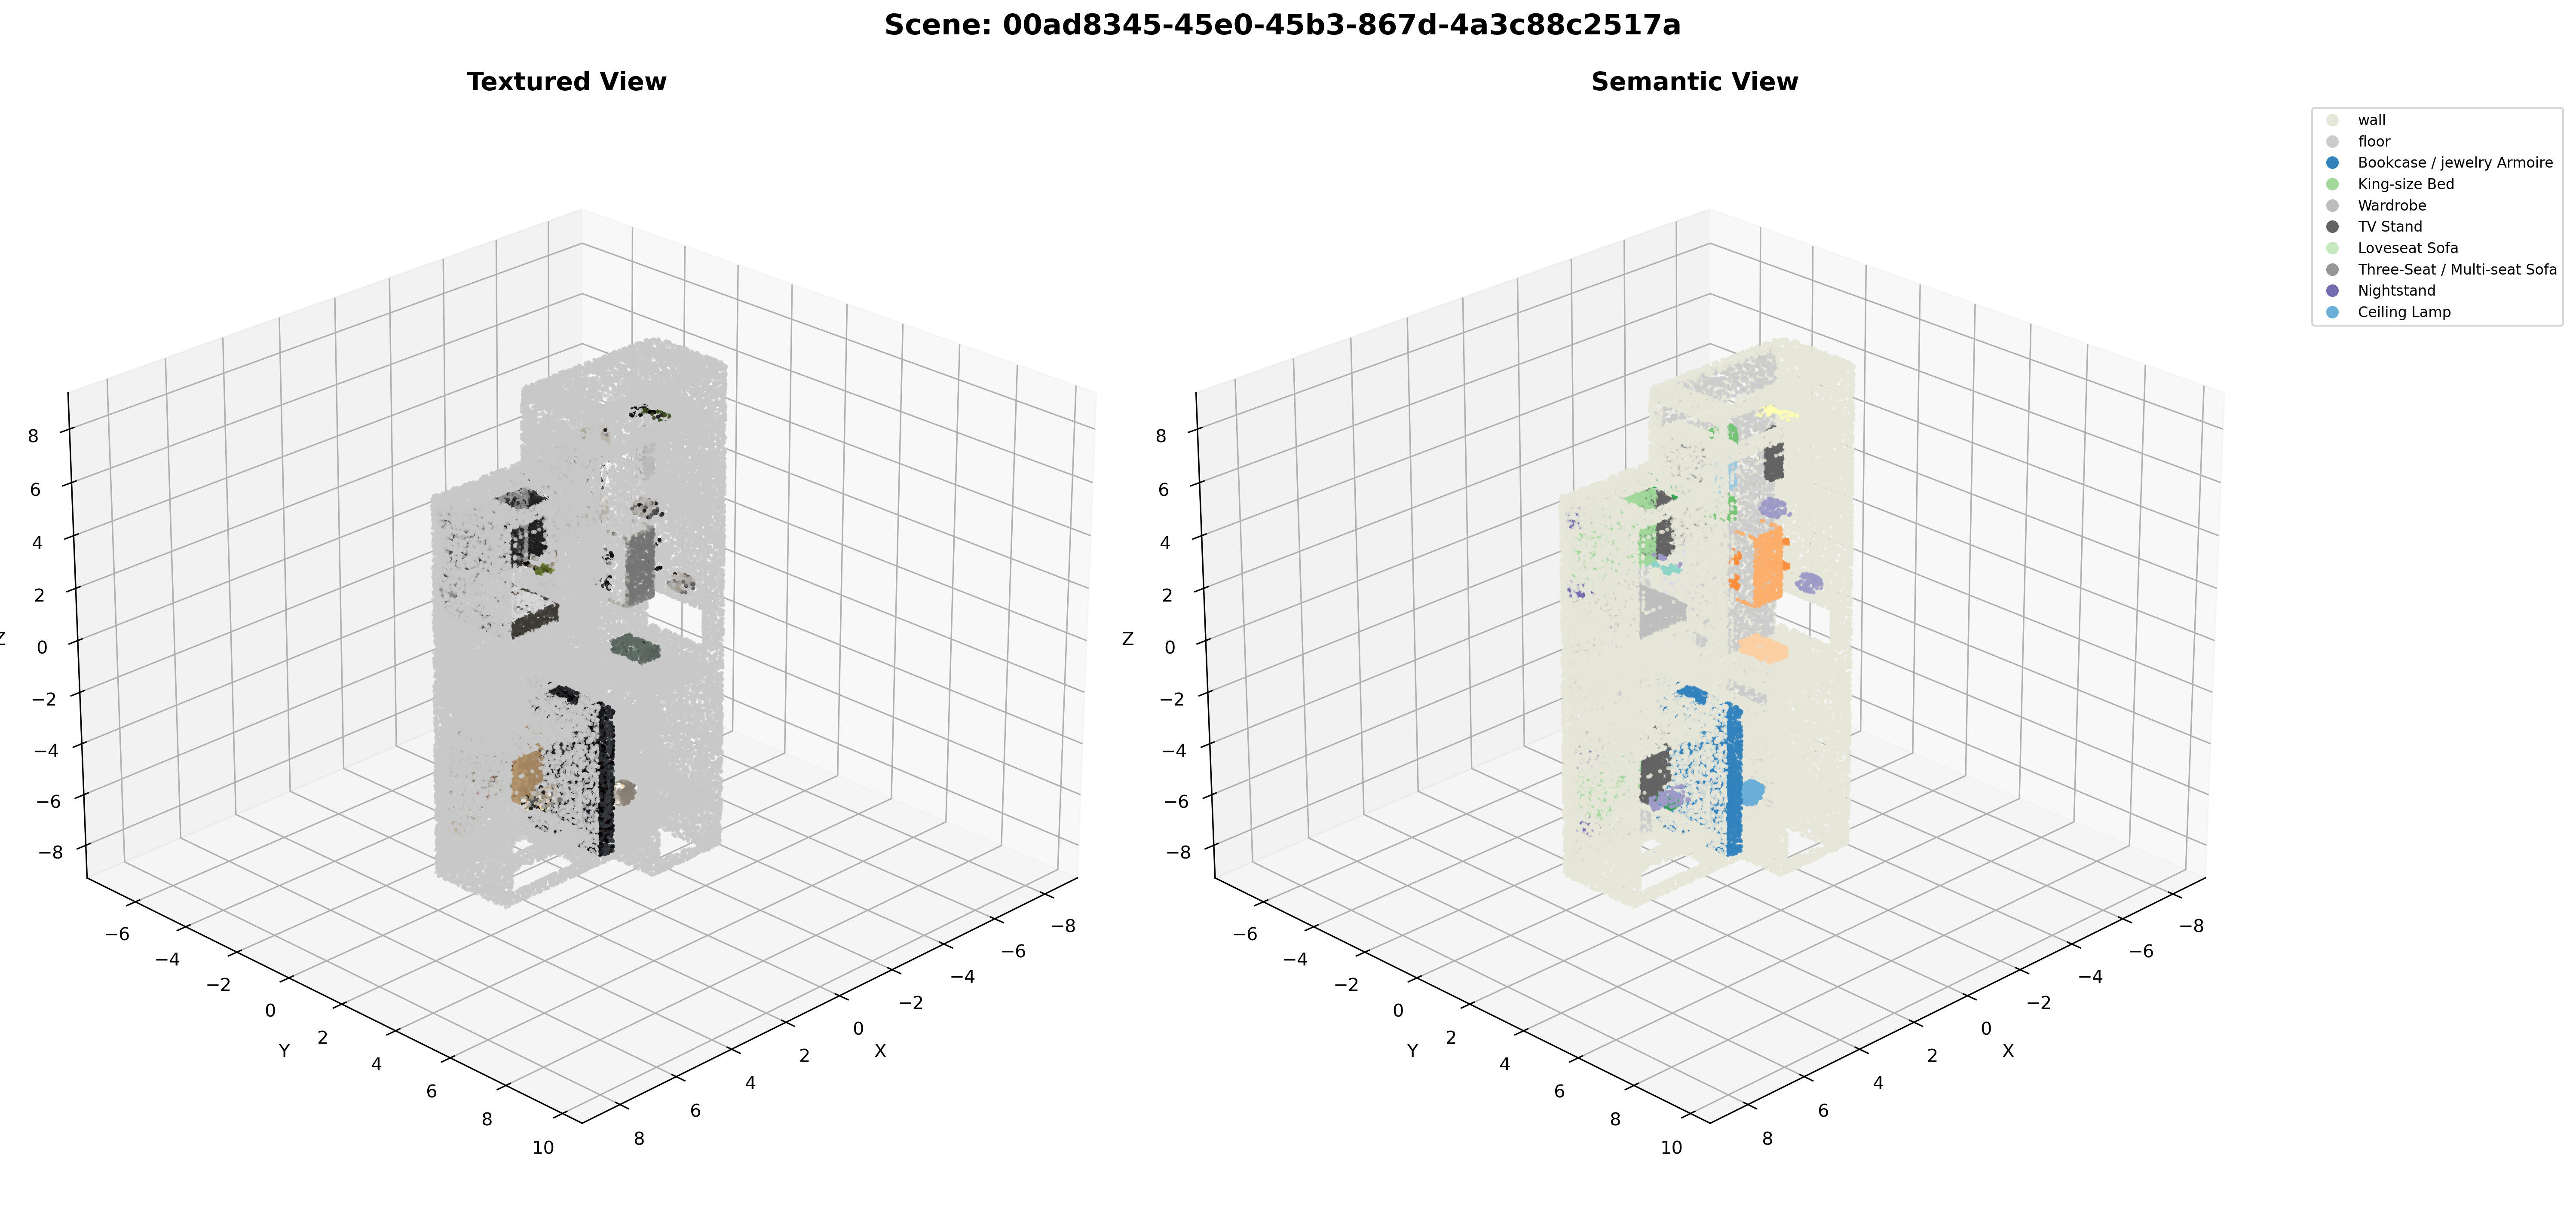 Scene: 00ad8345-45e0-45b3-867d-4a3c88c2517a
Textured View
Semantic View
wall
floor
Bookcase / jewelry Armoire
King-size Bed
Wardrobe
TV Stand
Loveseat Sofa
Three-Seat / Multi-seat Sofa
Nightstand
Ceiling Lamp
8
6
4
2
0
−2
−4
−6
−8
Z
−6
−4
−2
0
2
4
6
8
10
Y
−8
−6
−4
−2
0
2
4
6
8
X
8
6
4
2
0
−2
−4
−6
−8
Z
−6
−4
−2
0
2
4
6
8
10
Y
−8
−6
−4
−2
0
2
4
6
8
X